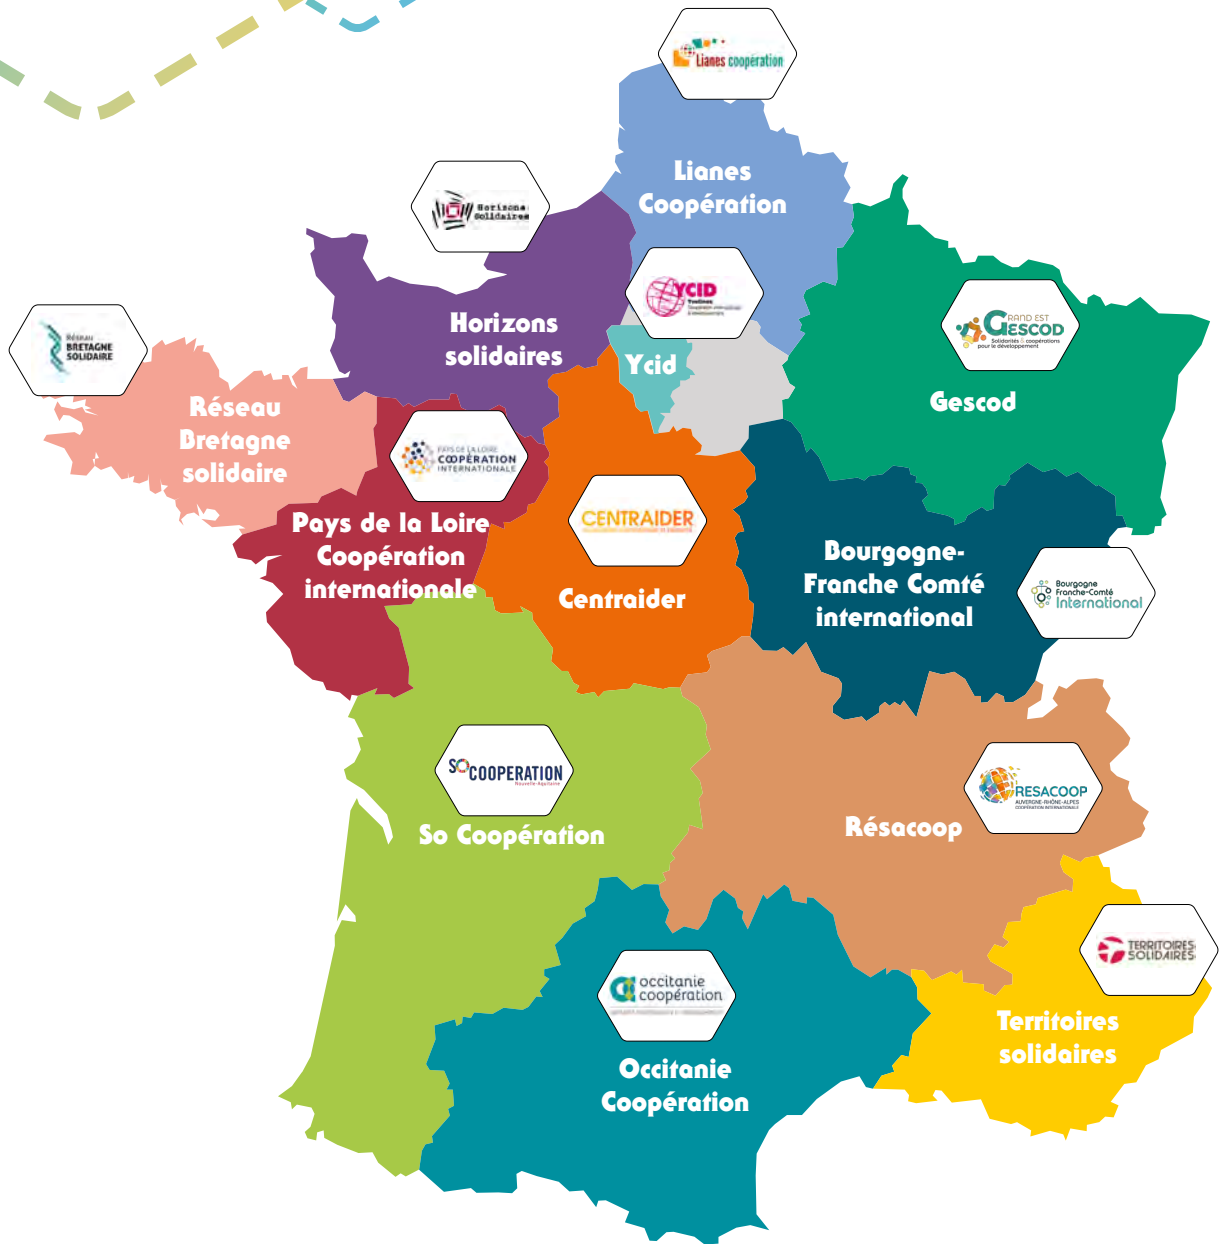 Lianes coopération
Lianes
Coopération
Horizons
Solidaires
YCID
Yvelines
GRAND EST
GESCOD
Solidarités & coopérations
pour le développement
Réseau
BRETAGNE
SOLIDAIRE
Horizons
solidaires
Ycid
Gescod
Réseau
Bretagne
solidaire
PAYS DE LA LOIRE
COOPÉRATION
INTERNATIONALE
Pays de la Loire
Coopération
internationale
CENTRAIDER
Centraider
Bourgogne-
Franche Comté
international
Bourgogne
Franche-Comté
International
SO COOPERATION
Nouvelle-Aquitaine
So Coopération
RESACOOP
AUVERGNE-RHÔNE-ALPES
COOPÉRATION INTERNATIONALE
Résacoop
TERRITOIRES
SOLIDAIRES
Territoires
solidaires
occitanie
coopération
Occitanie
Coopération